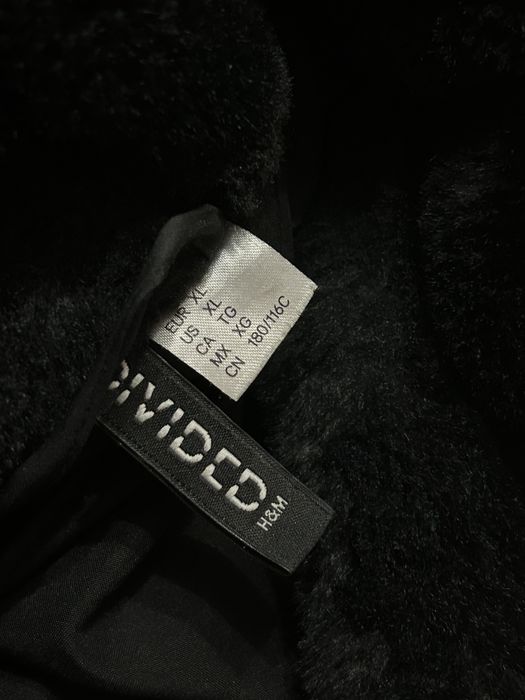 EUR XL
US XL
CA TG
MX XG
CN 180/116C
DIVIDED
H&M